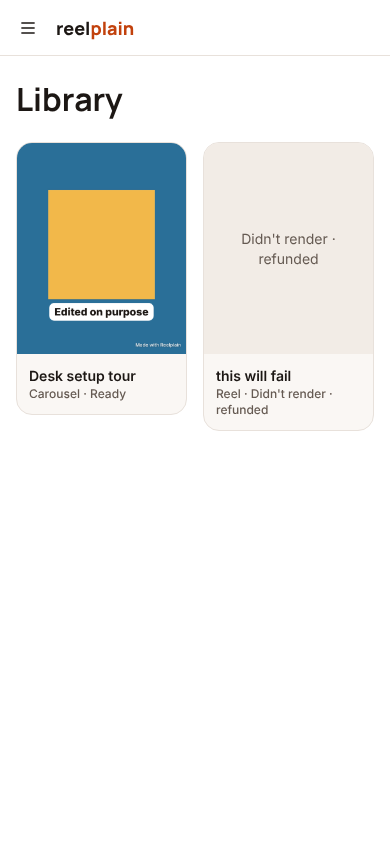 reelplain
Library
Edited on purpose
Made with Reelplain
Desk setup tour
Carousel · Ready
Didn't render ·
refunded
this will fail
Reel · Didn't render ·
refunded